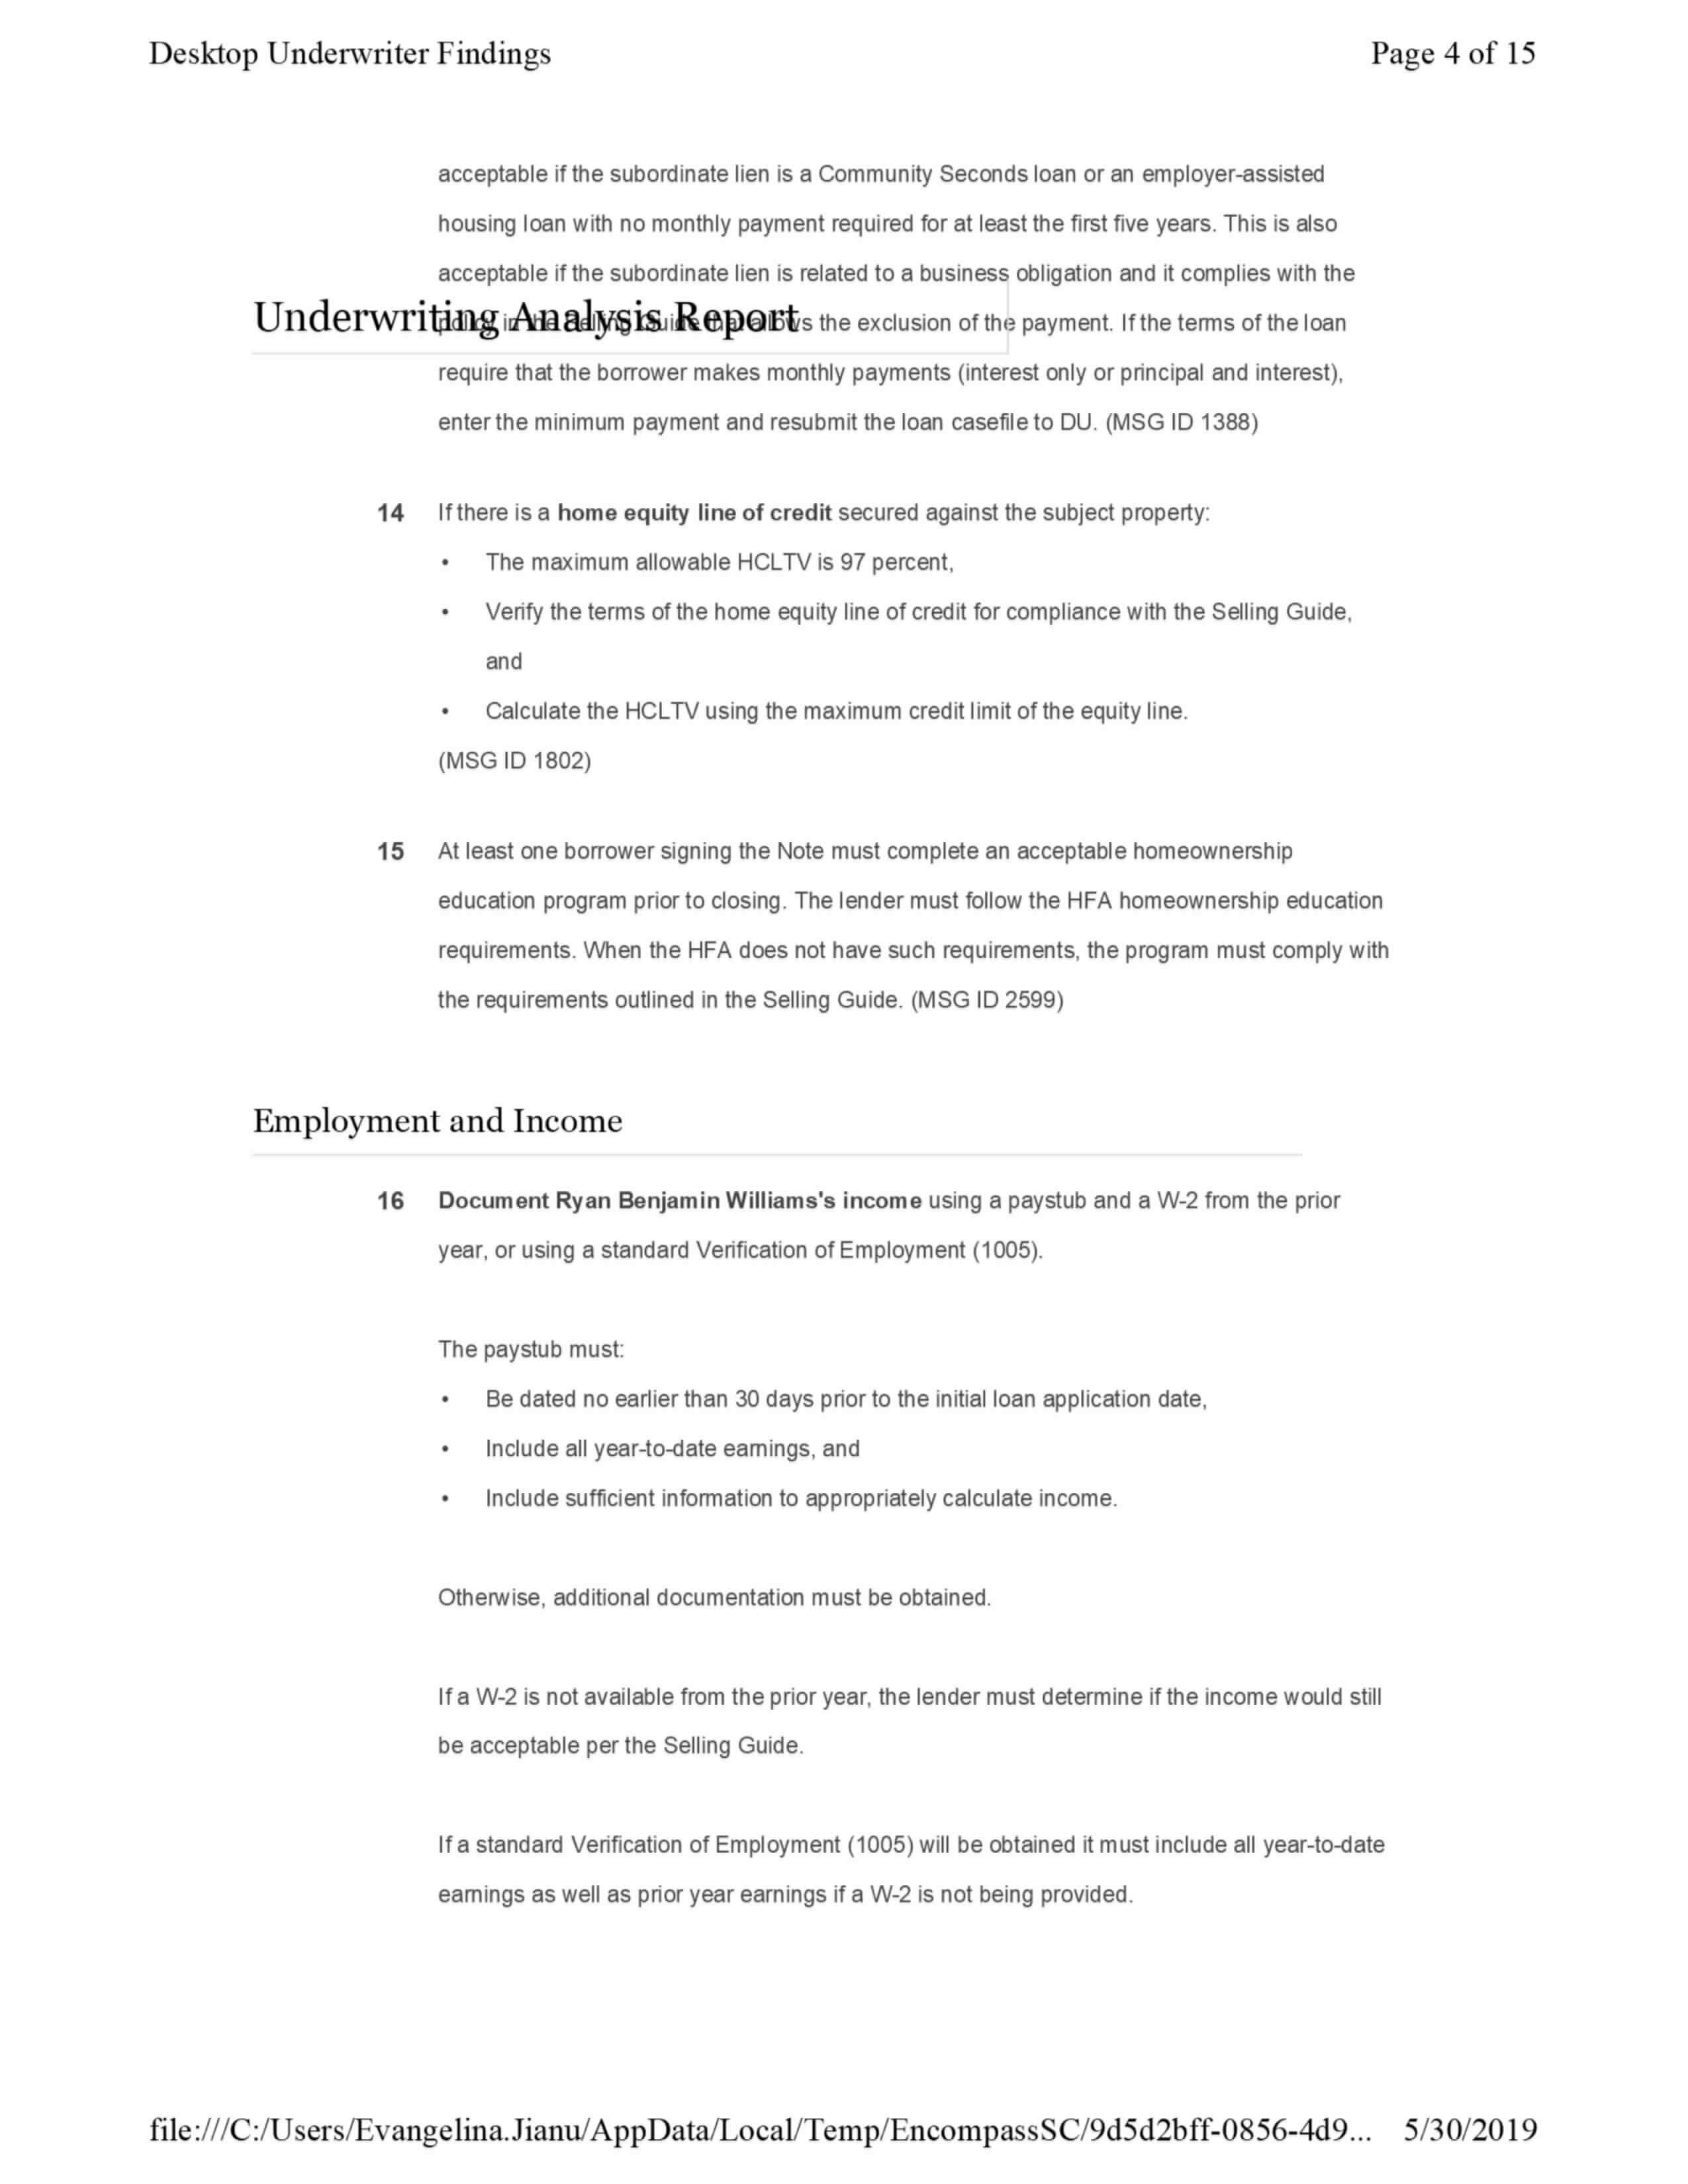 Desktop Underwriter Findings Page 4 of 15
acceptable if the subordinate lien is a Community Seconds loan or an employer-assisted
housing loan with no monthly payment required for at least the first five years. This is also
acceptable if the subordinate lien is related to a business obligation and it complies with the
Underwriting Analysis Report
policy in the Selling Guide that allows the exclusion of the payment. If the terms of the loan
require that the borrower makes monthly payments (interest only or principal and interest),
enter the minimum payment and resubmit the loan casefile to DU. (MSG ID 1388)
14 If there is a home equity line of credit secured against the subject property:
• The maximum allowable HCLTV is 97 percent,
• Verify the terms of the home equity line of credit for compliance with the Selling Guide,
and
• Calculate the HCLTV using the maximum credit limit of the equity line.
(MSG ID 1802)
15 At least one borrower signing the Note must complete an acceptable homeownership
education program prior to closing. The lender must follow the HFA homeownership education
requirements. When the HFA does not have such requirements, the program must comply with
the requirements outlined in the Selling Guide. (MSG ID 2599)
Employment and Income
16 Document Ryan Benjamin Williams's income using a paystub and a W-2 from the prior
year, or using a standard Verification of Employment (1005).
The paystub must:
• Be dated no earlier than 30 days prior to the initial loan application date,
• Include all year-to-date earnings, and
• Include sufficient information to appropriately calculate income.
Otherwise, additional documentation must be obtained.
If a W-2 is not available from the prior year, the lender must determine if the income would still
be acceptable per the Selling Guide.
If a standard Verification of Employment (1005) will be obtained it must include all year-to-date
earnings as well as prior year earnings if a W-2 is not being provided.
file:///C:/Users/Evangelina.Jianu/AppData/Local/Temp/EncompassSC/9d5d2bff-0856-4d9... 5/30/2019